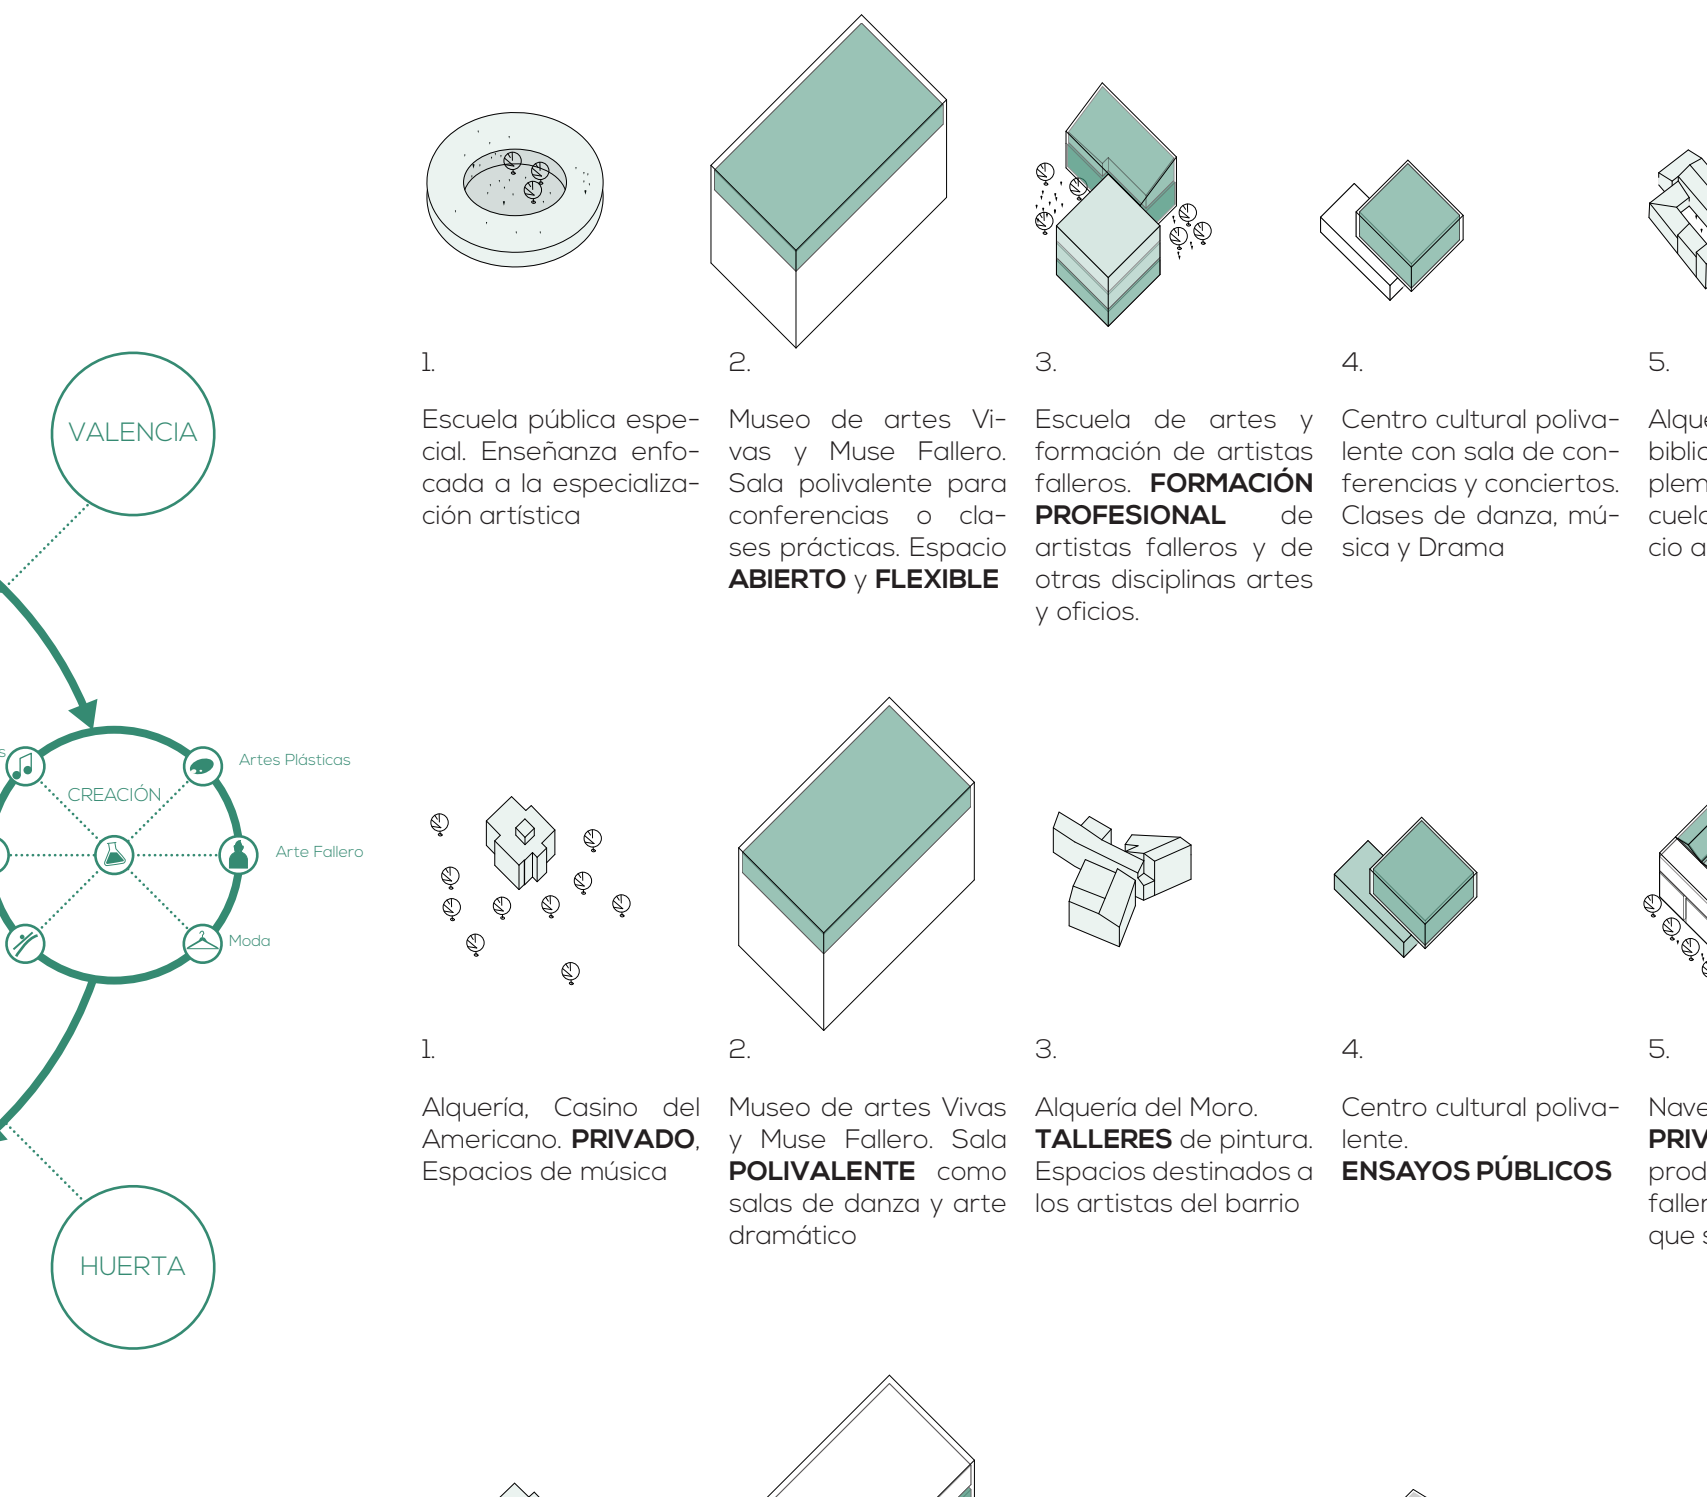 VALENCIA
CREACIÓN
Artes Plásticas
Arte Fallero
Moda
HUERTA
1.
Escuela pública espe-
cial. Enseñanza enfo-
cada a la especializa-
ción artística
2.
Museo de artes Vi-
vas y Muse Fallero.
Sala polivalente para
conferencias o cla-
ses prácticas. Espacio
ABIERTO y FLEXIBLE
3.
Escuela de artes y
formación de artistas
falleros. FORMACIÓN
PROFESIONAL de
artistas falleros y de
otras disciplinas artes
y oficios.
4.
Centro cultural poliva-
lente con sala de con-
ferencias y conciertos.
Clases de danza, mú-
sica y Drama
5.
1.
Alquería, Casino del
Americano. PRIVADO,
Espacios de música
2.
Museo de artes Vivas
y Muse Fallero. Sala
POLIVALENTE como
salas de danza y arte
dramático
3.
Alquería del Moro.
TALLERES de pintura.
Espacios destinados a
los artistas del barrio
4.
Centro cultural poliva-
lente.
ENSAYOS PÚBLICOS
5.
que